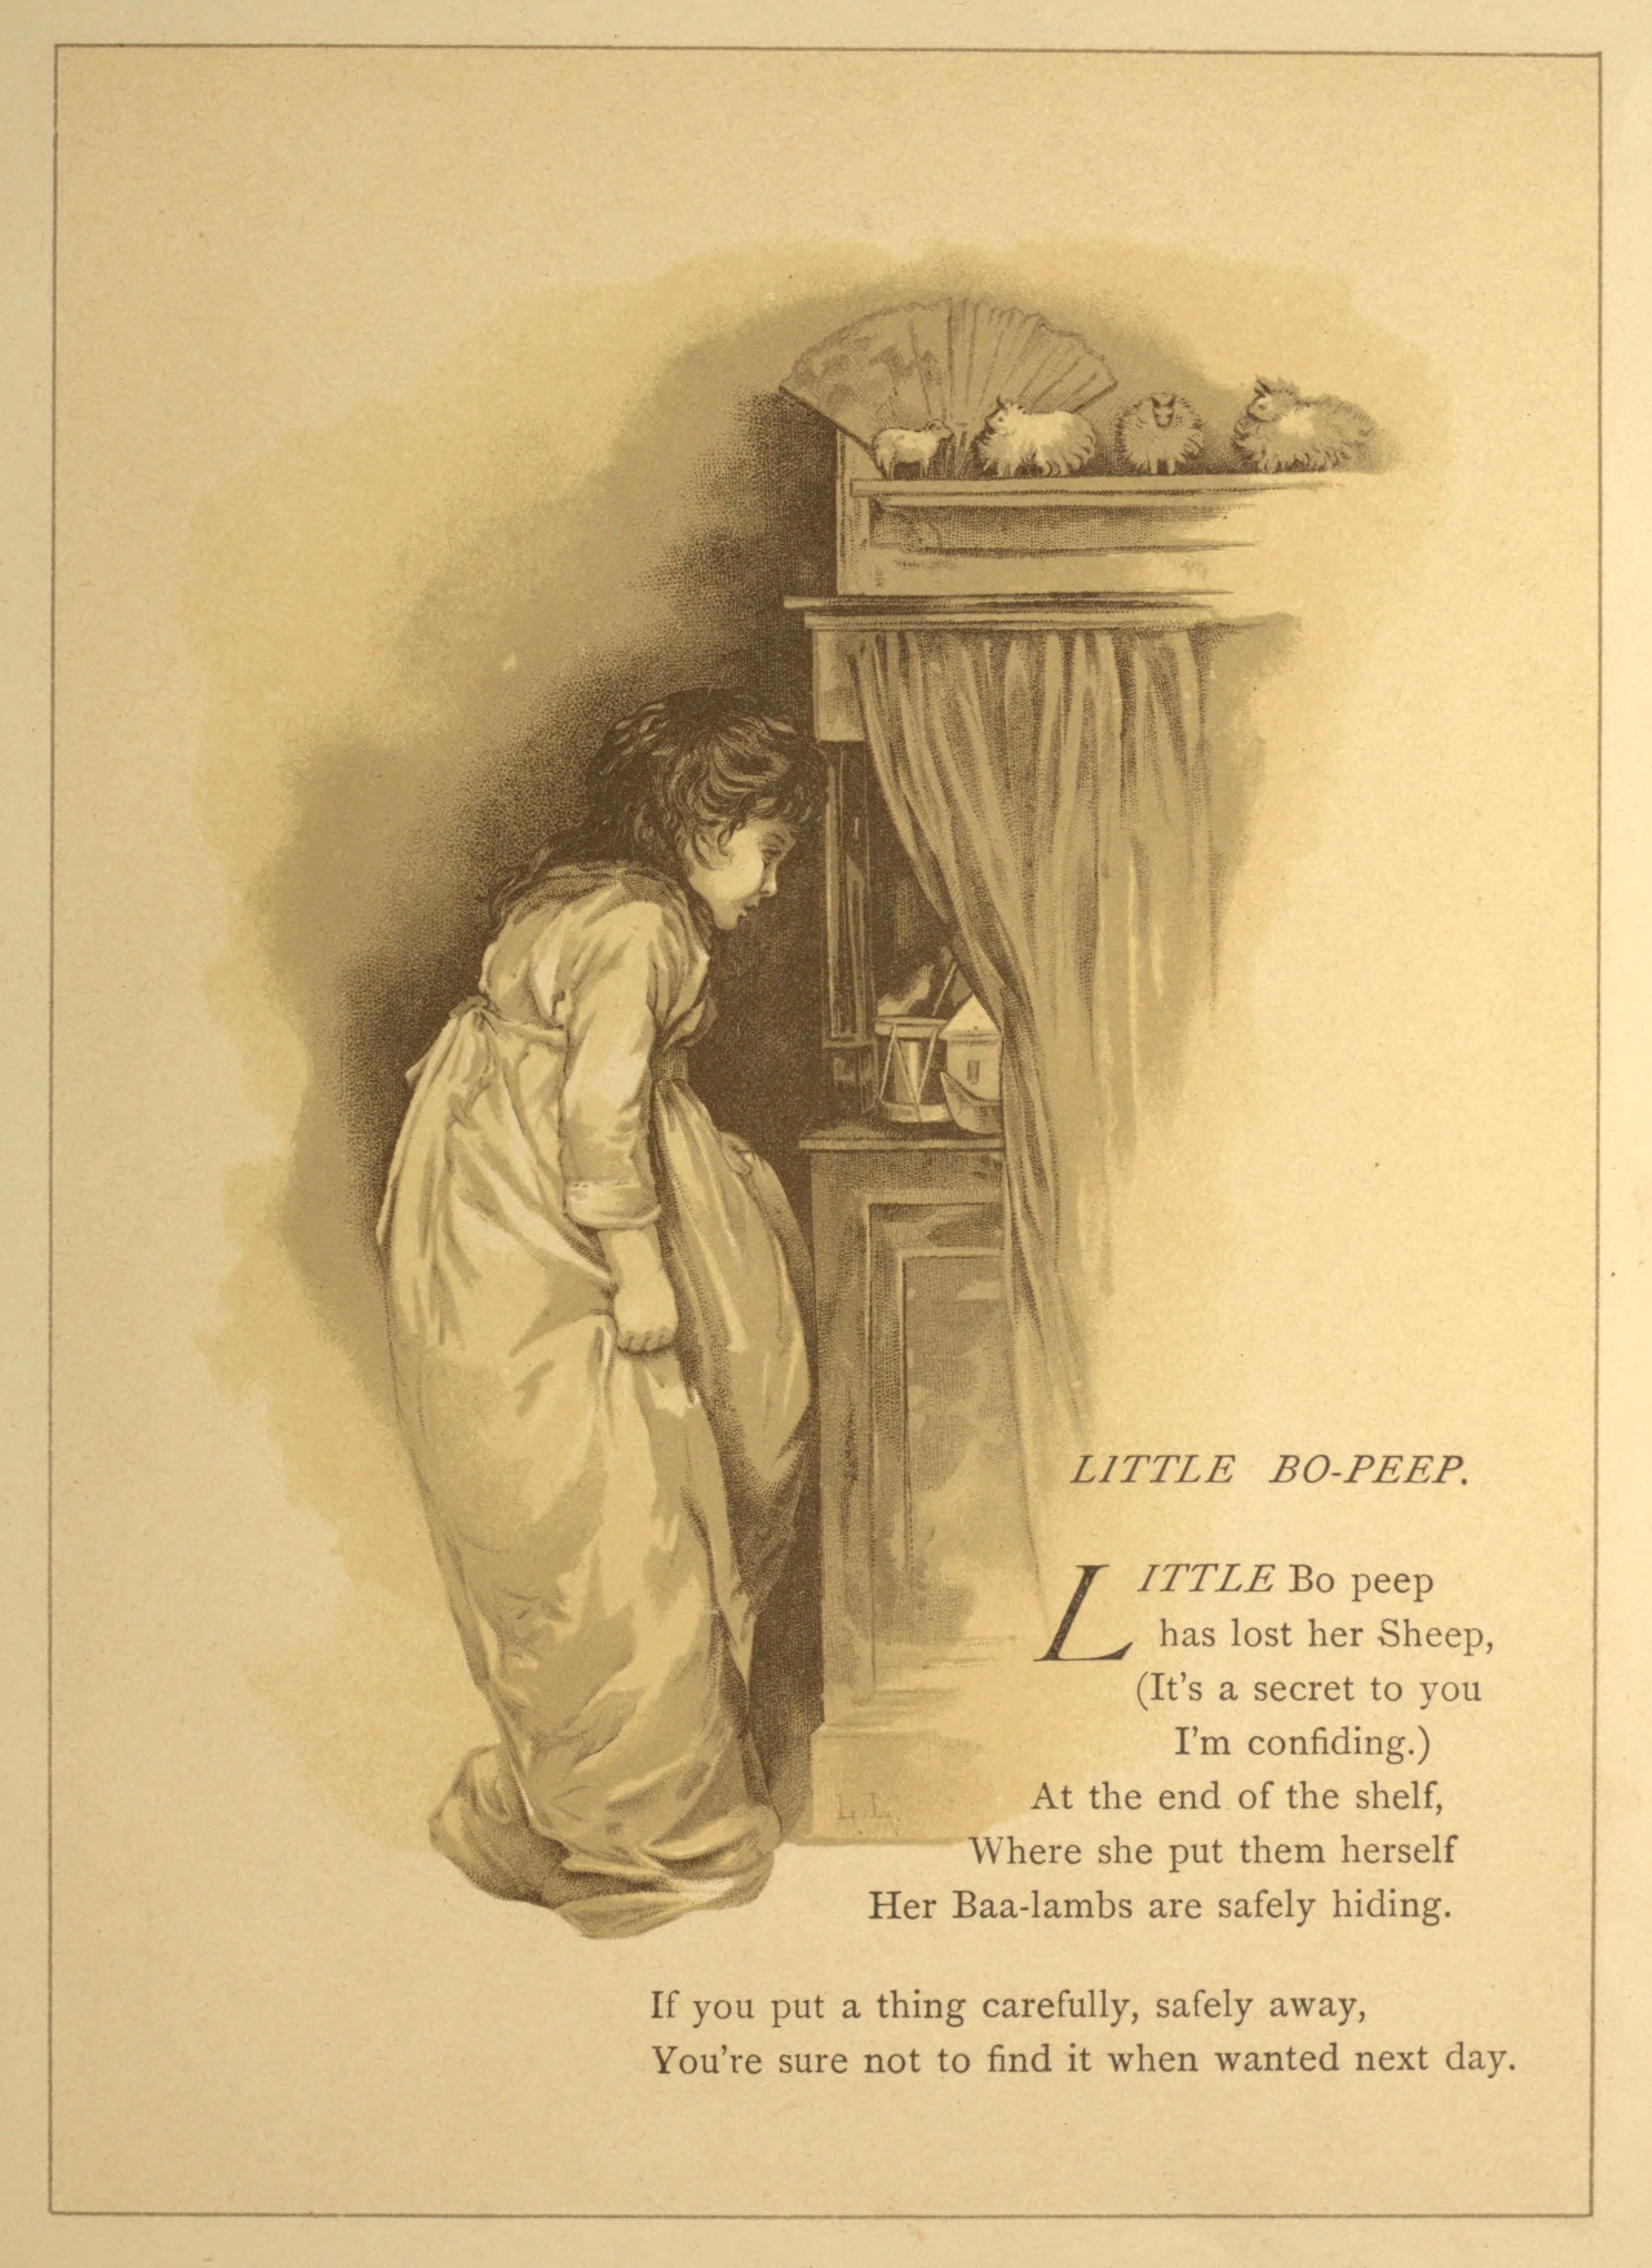 LITTLE BO-PEEP.
LITTLE Bo peep
has lost her Sheep,
(It's a secret to you
I'm confiding.)
At the end of the shelf,
Where she put them herself
Her Baa-lambs are safely hiding.
If you put a thing carefully, safely away,
You're sure not to find it when wanted next day.
L.L.